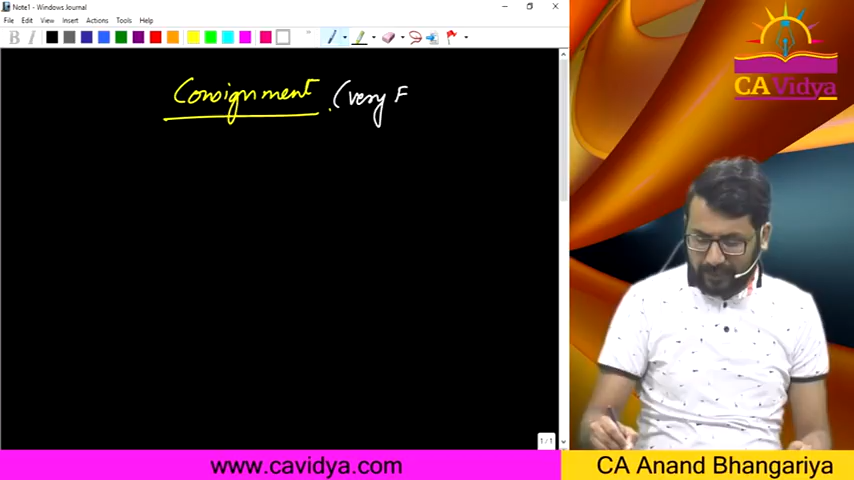 Note1 - Windows Journal
File Edit View Insert Actions Tools Help
B I
Consignment. (very F
1 / 1
CA Vidya
www.cavidya.com
CA Anand Bhangariya